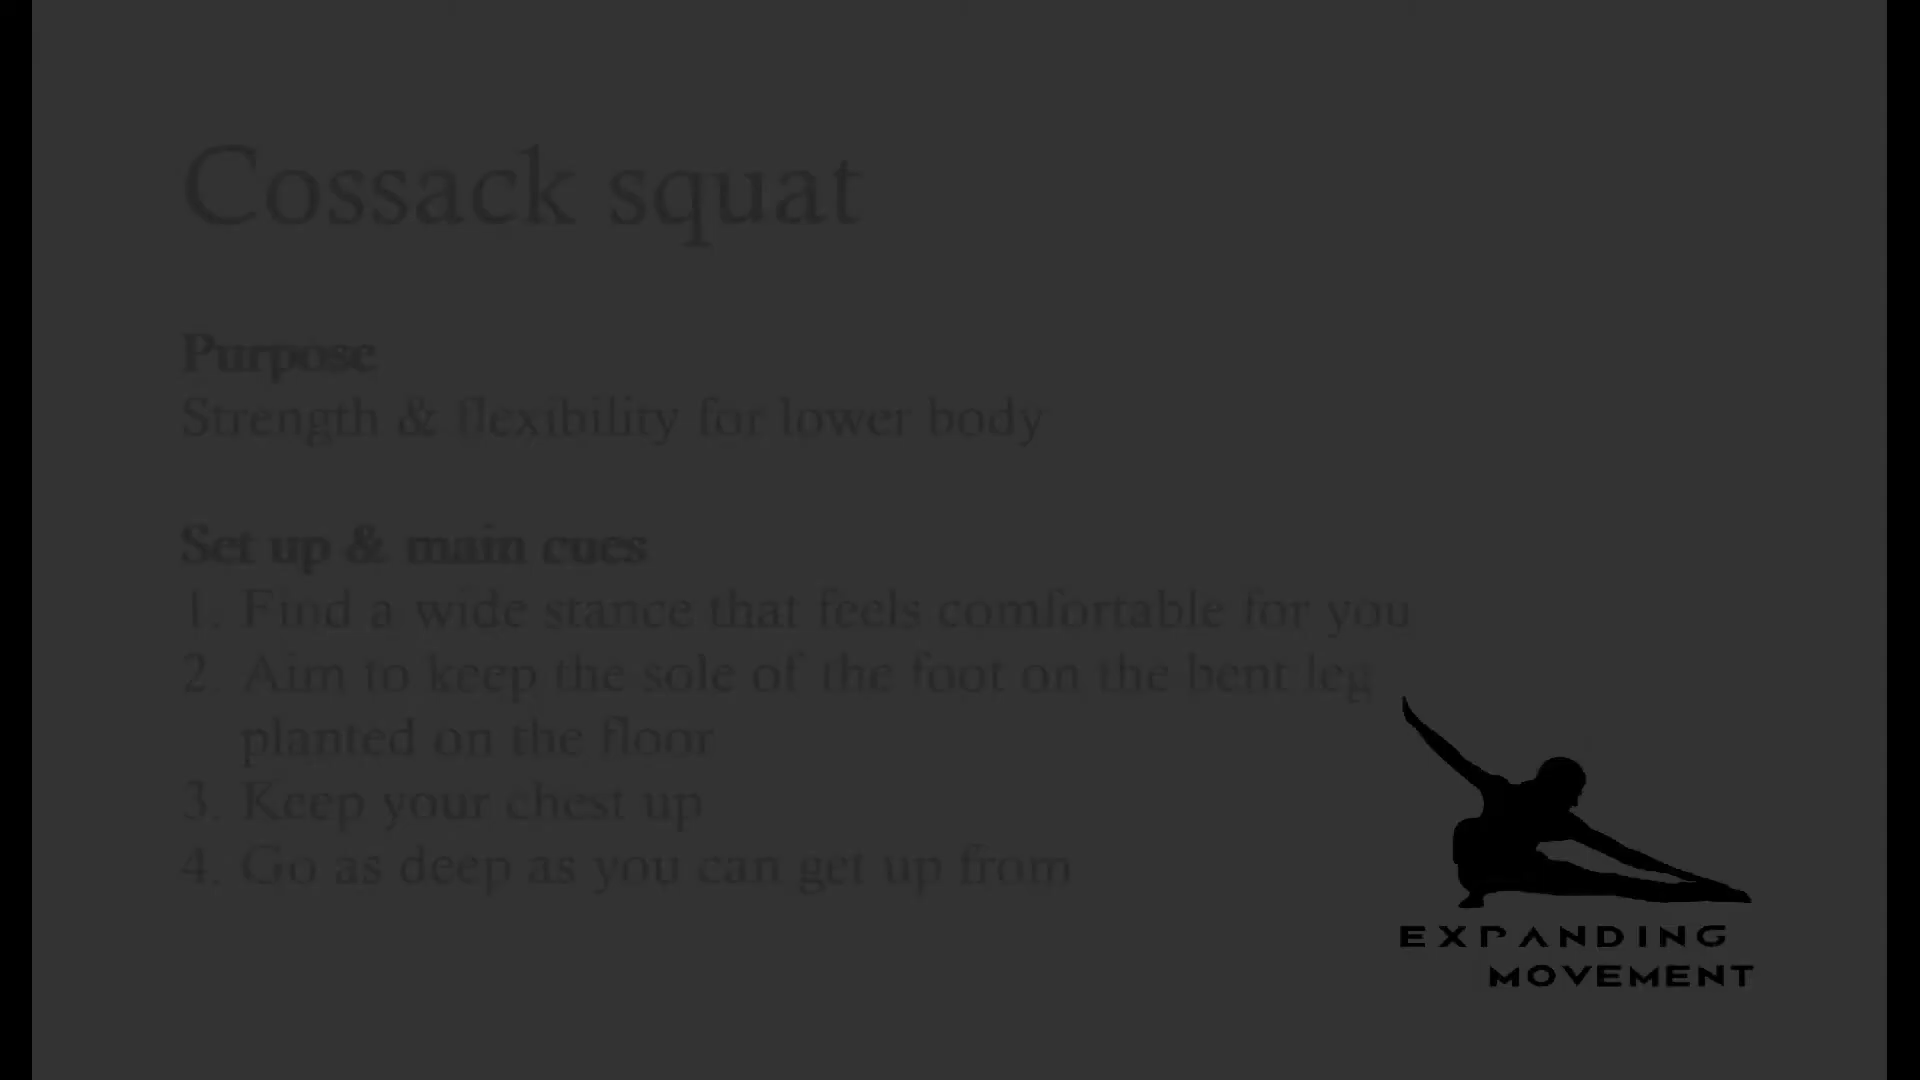 Cossack squat
Purpose
Strength & flexibility for lower body
Set up & main cues
1. Find a wide stance that feels comfortable for you
2. Aim to keep the sole of the foot on the bent leg
planted on the floor
3. Keep your chest up
4. Go as deep as you can get up from
EXPANDING
MOVEMENT